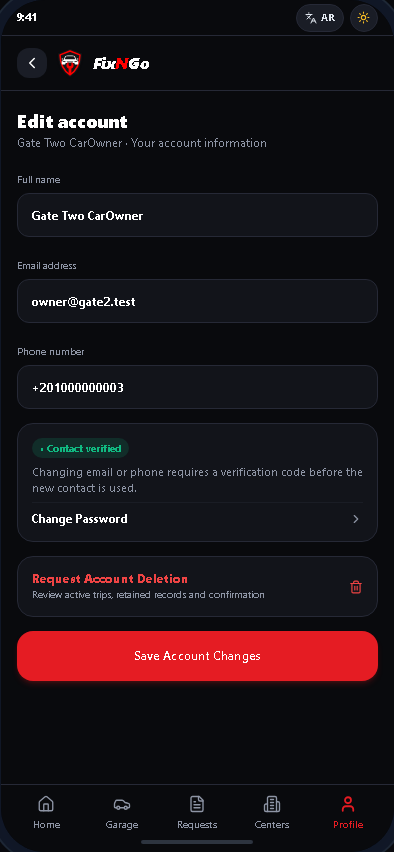 9:41
AR
FixNGo
Edit account
Gate Two CarOwner · Your account information
Full name
Gate Two CarOwner
Email address
owner@gate2.test
Phone number
+201000000003
• Contact verified
Changing email or phone requires a verification code before the
new contact is used.
Change Password
Request Account Deletion
Review active trips, retained records and confirmation
Save Account Changes
Home
Garage
Requests
Centers
Profile